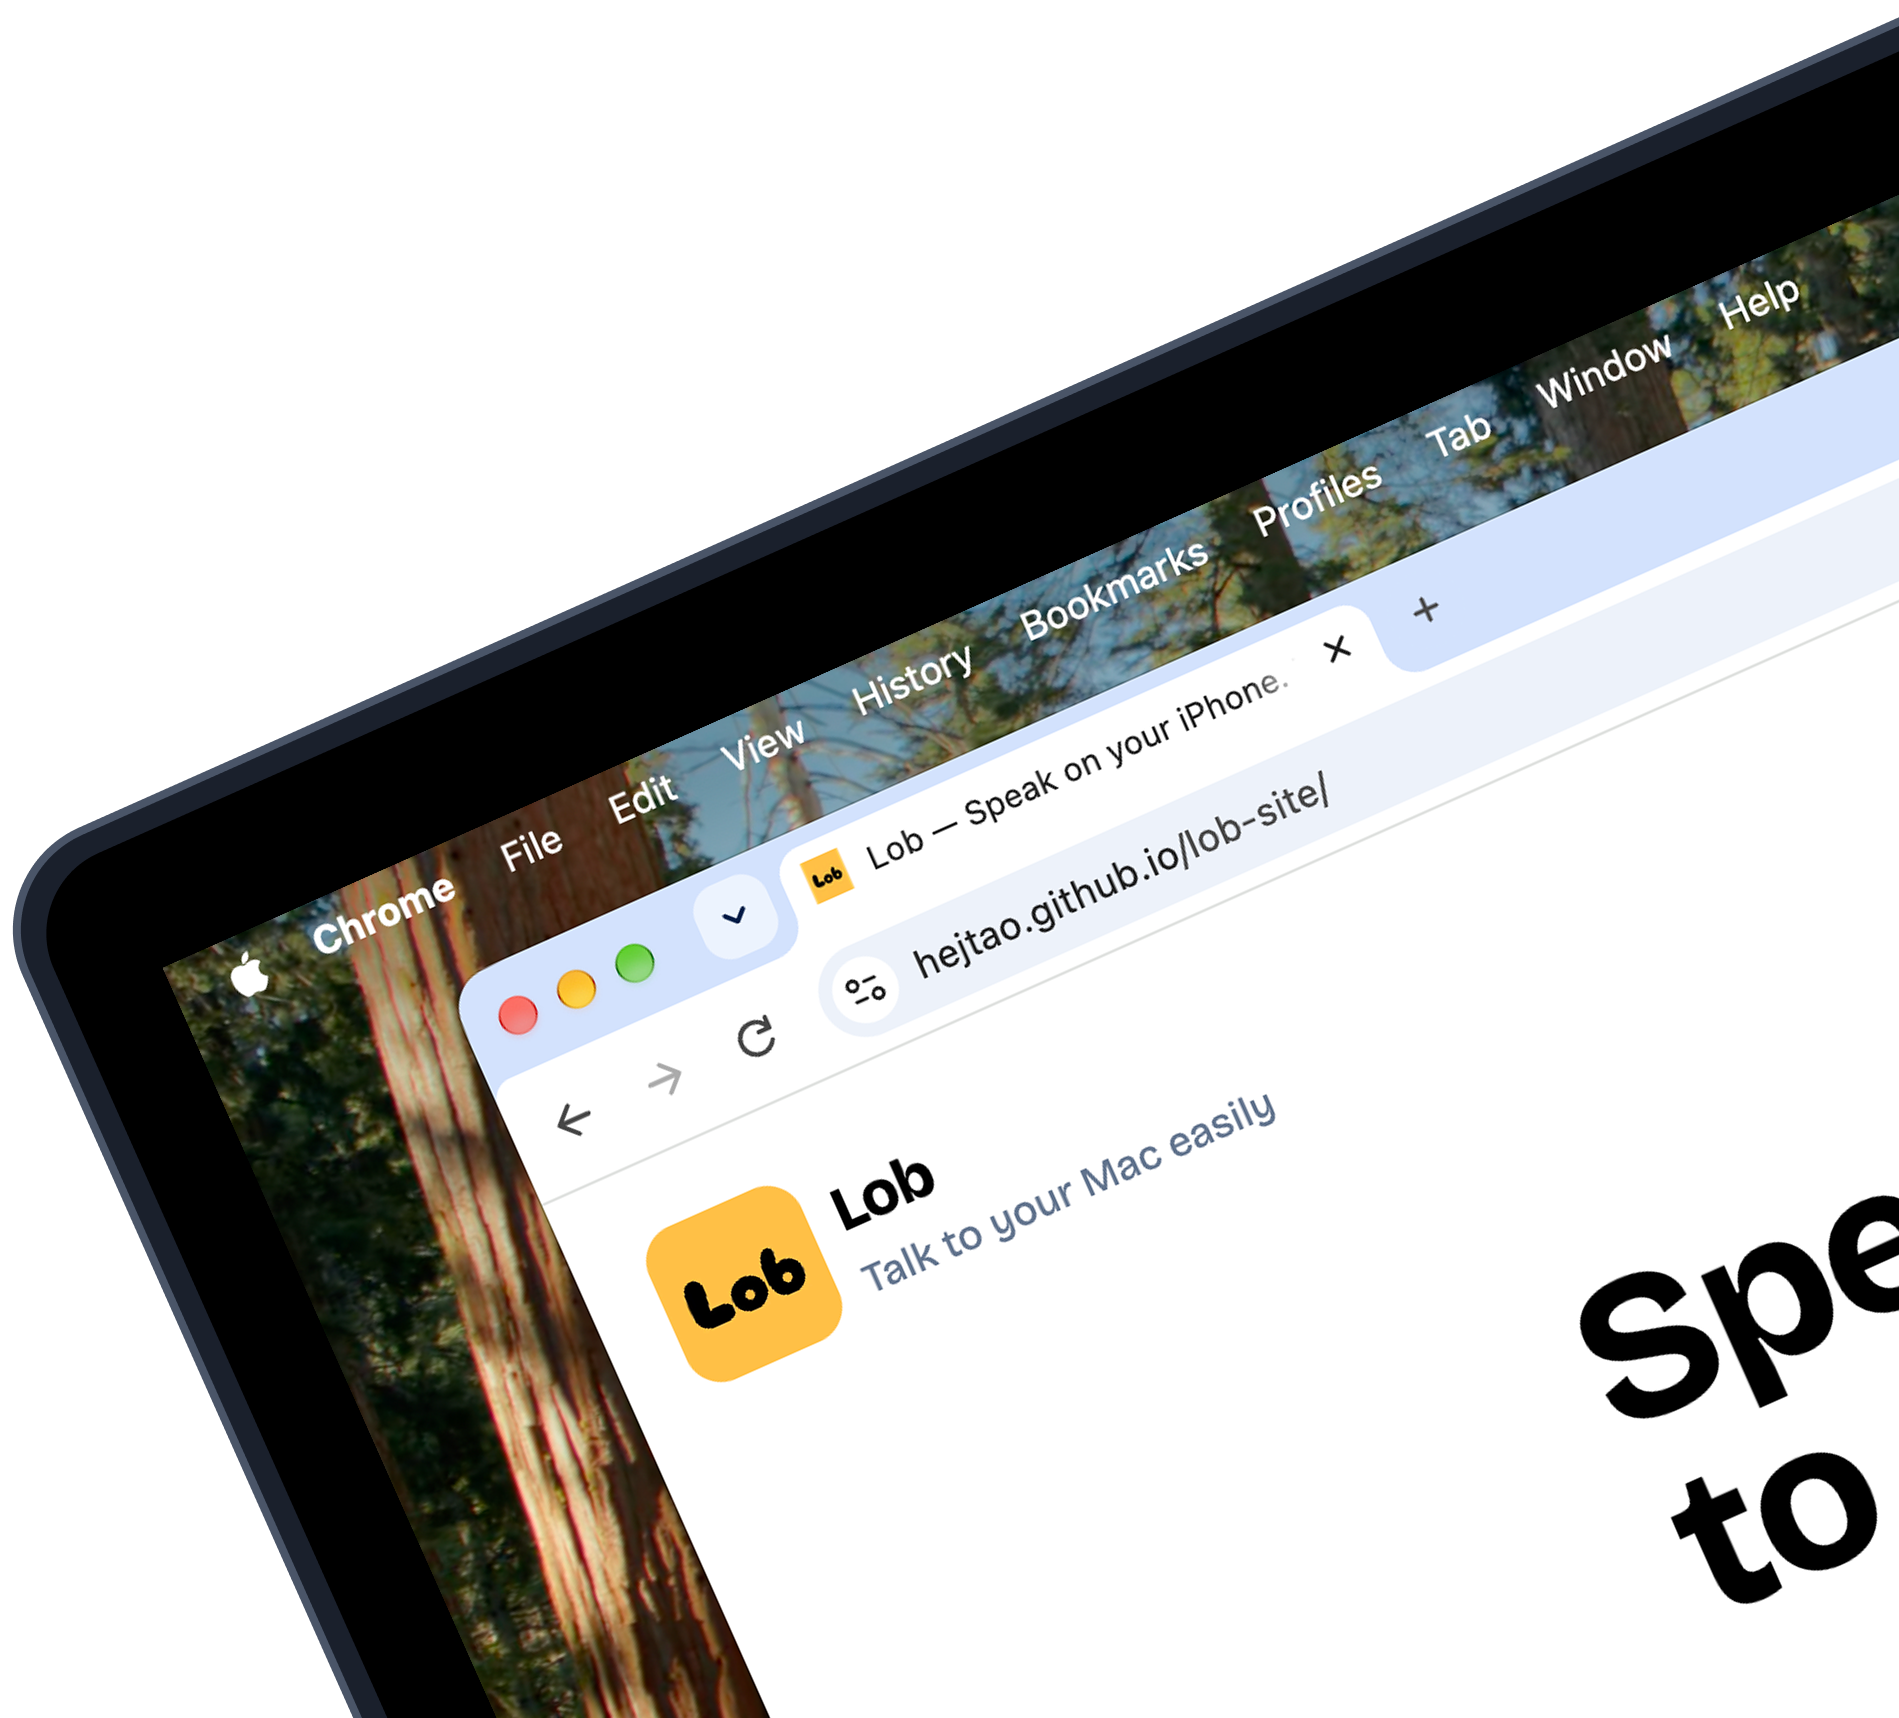 Chrome File Edit View History Bookmarks Profiles Tab Window Help
Lob
Lob — Speak on your iPhone.
hejtao.github.io/lob-site/
Lob
Lob
Talk to your Mac easily
Spe
to